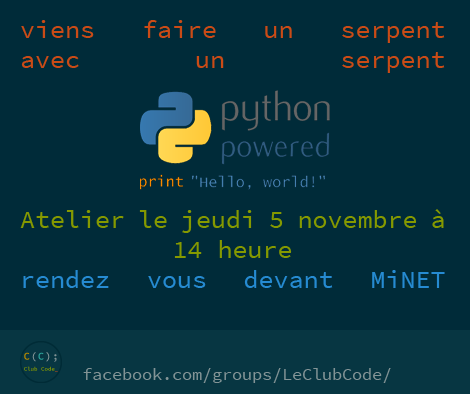 viens faire un serpent
avec un serpent
python
powered
print "Hello, world!"
Atelier le jeudi 5 novembre à
14 heure
rendez vous devant MiNET
C(C);
Club Code_
facebook.com/groups/LeClubCode/